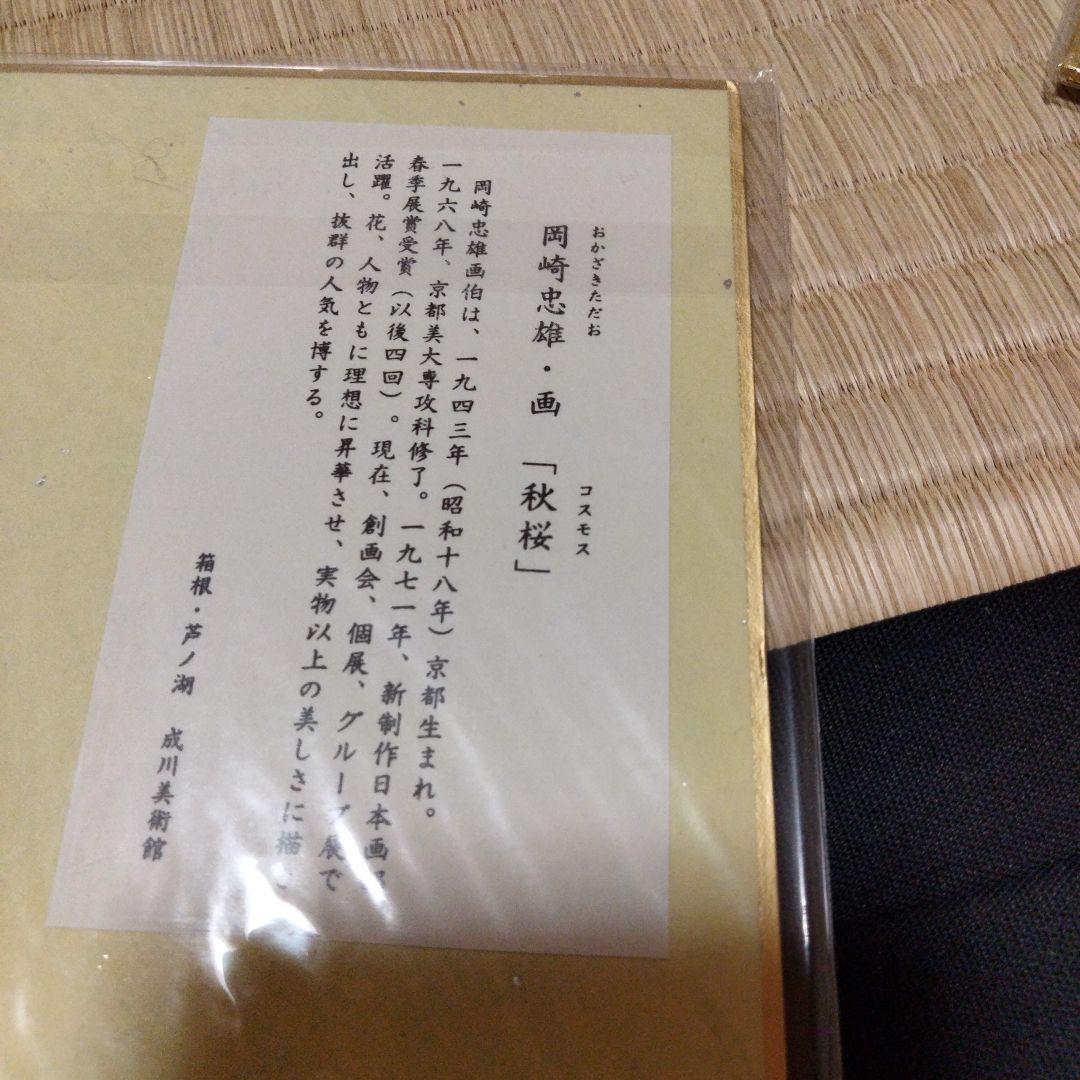 おかざきただお
岡崎忠雄・画
コスモス
「秋桜」
岡崎忠雄画伯は、一九四三年（昭和十八年）京都生まれ。
一九六八年、京都美大専攻科修了。一九七一年、新制作日本画
春季展賞受賞（以後四回）。現在、創画会、個展、グループ展で
活躍。花、人物ともに理想に昇華させ、実物以上の美しさに描
出し、抜群の人気を博する。
箱根・芦ノ湖 成川美術館